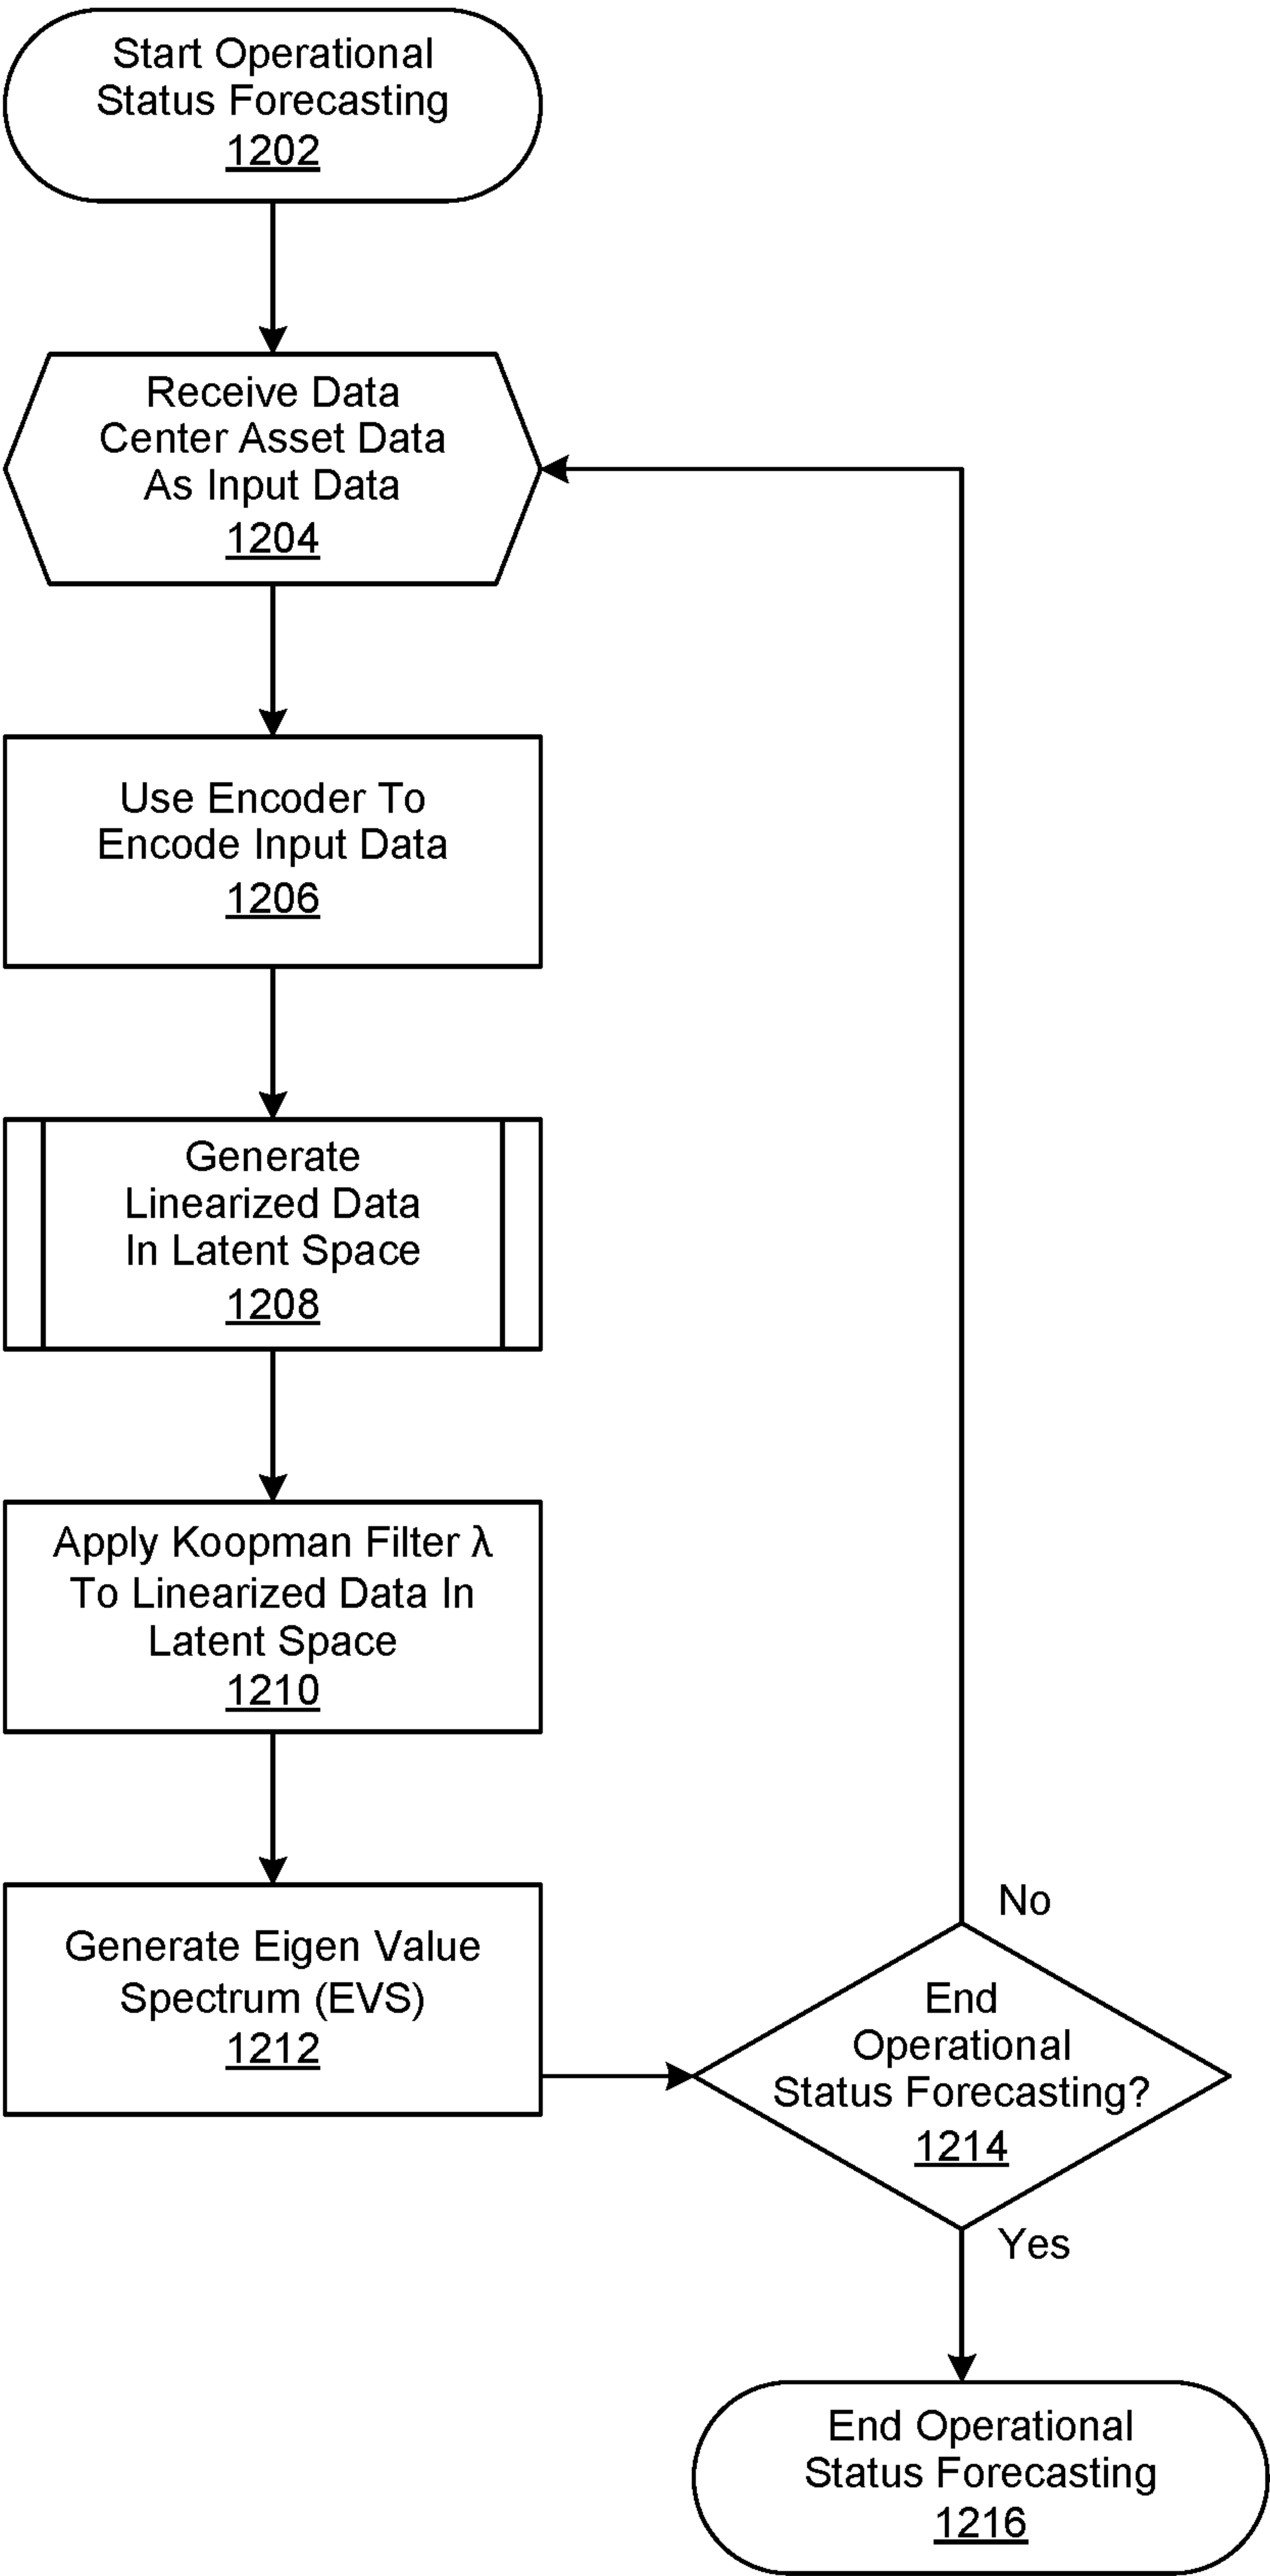 Start Operational
Status Forecasting
1202
Receive Data
Center Asset Data
As Input Data
1204
Use Encoder To
Encode Input Data
1206
Generate
Linearized Data
In Latent Space
1208
Apply Koopman Filter λ
To Linearized Data In
Latent Space
1210
Generate Eigen Value
Spectrum (EVS)
1212
No
End
Operational
Status Forecasting?
1214
Yes
End Operational
Status Forecasting
1216